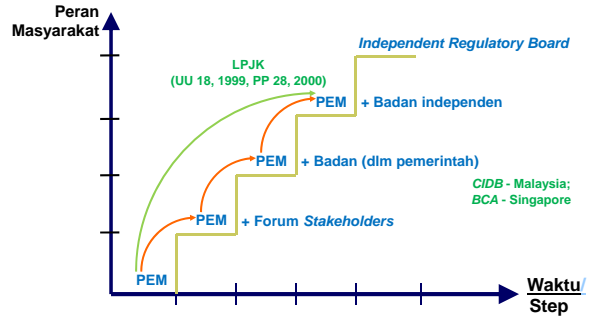 Peran
Masyarakat
Independent Regulatory Board
LPJK
(UU 18, 1999, PP 28, 2000)
PEM + Badan independen
PEM + Badan (dlm pemerintah)
CIDB - Malaysia;
BCA - Singapore
PEM + Forum Stakeholders
PEM
Waktu/
Step